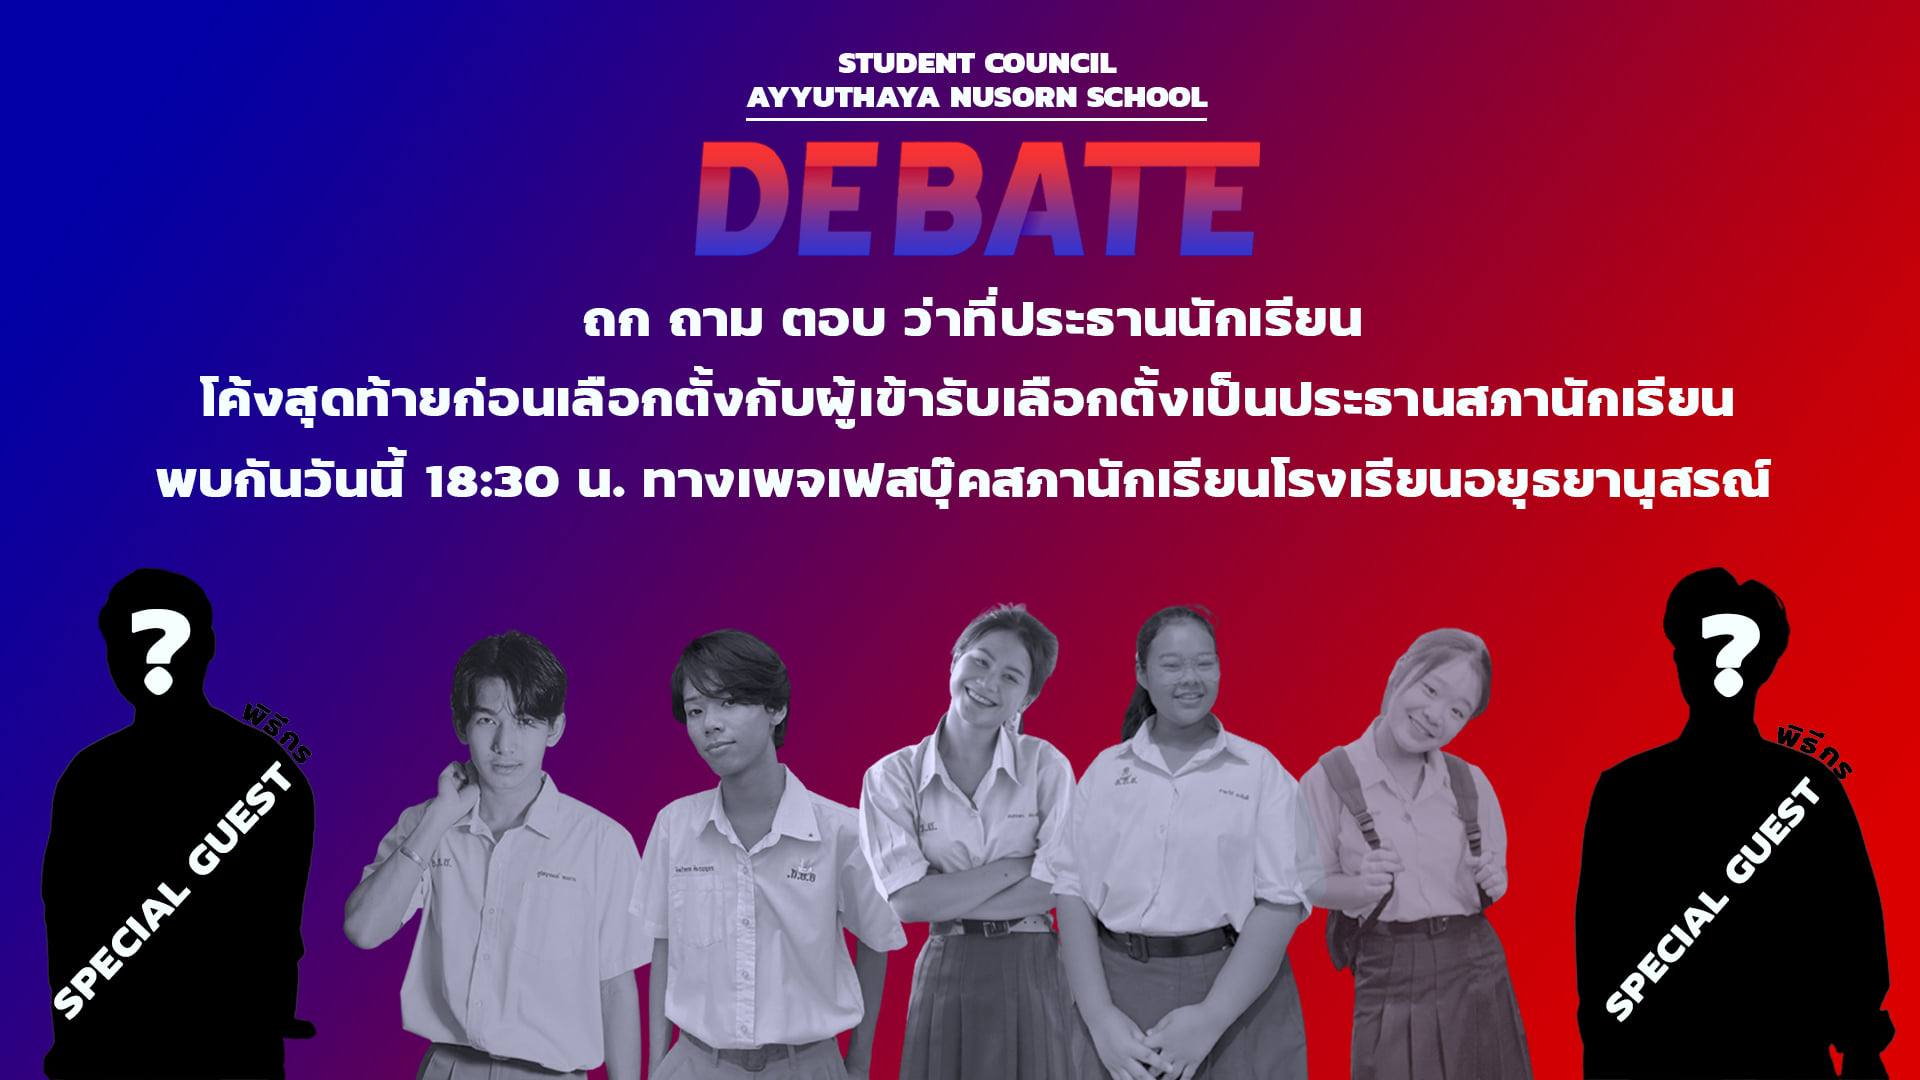 STUDENT COUNCIL
AYYUTHAYA NUSORN SCHOOL
DEBATE
ถก ถาม ตอบ ว่าที่ประธานนักเรียน
โค้งสุดท้ายก่อนเลือกตั้งกับผู้เข้ารับเลือกตั้งเป็นประธานสภานักเรียน
พบกันวันนี้ 18:30 น. ทางเพจเฟสบุ๊คสภานักเรียนโรงเรียนอยุธยานุสรณ์
?
พิธีกร
SPECIAL GUEST
?
พิธีกร
SPECIAL GUEST
อ.ย.ส.